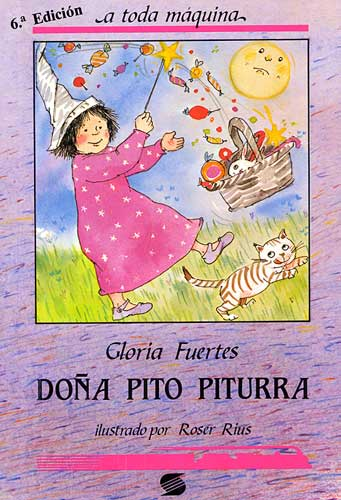 6.ª Edición
a toda máquina
Gloria Fuertes
DOÑA PITO PITURRA
ilustrado por Roser Rius